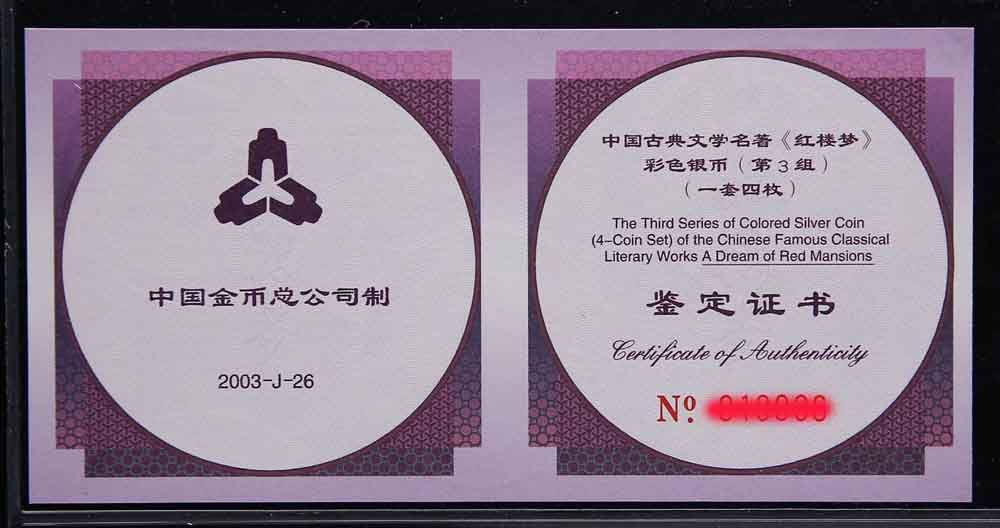 中国金币总公司制
2003-J-26
中国古典文学名著《红楼梦》
彩色银币（第3组）
（一套四枚）
The Third Series of Colored Silver Coin
(4-Coin Set) of the Chinese Famous Classical
Literary Works A Dream of Red Mansions
鉴定证书
Certificate of Authenticity
Nº